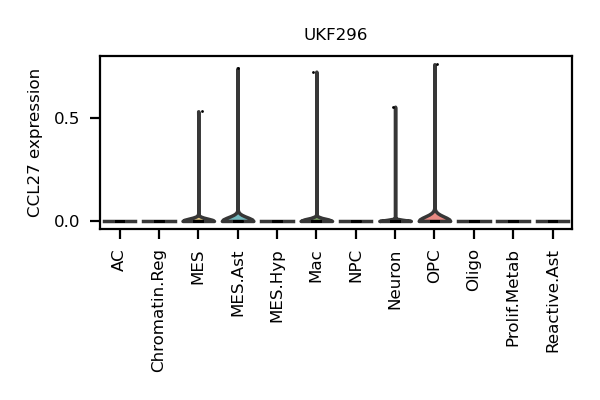 UKF296
CCL27 expression
0.5
0.0
AC
Chromatin.Reg
MES
MES.Ast
MES.Hyp
Mac
NPC
Neuron
OPC
Oligo
Prolif.Metab
Reactive.Ast